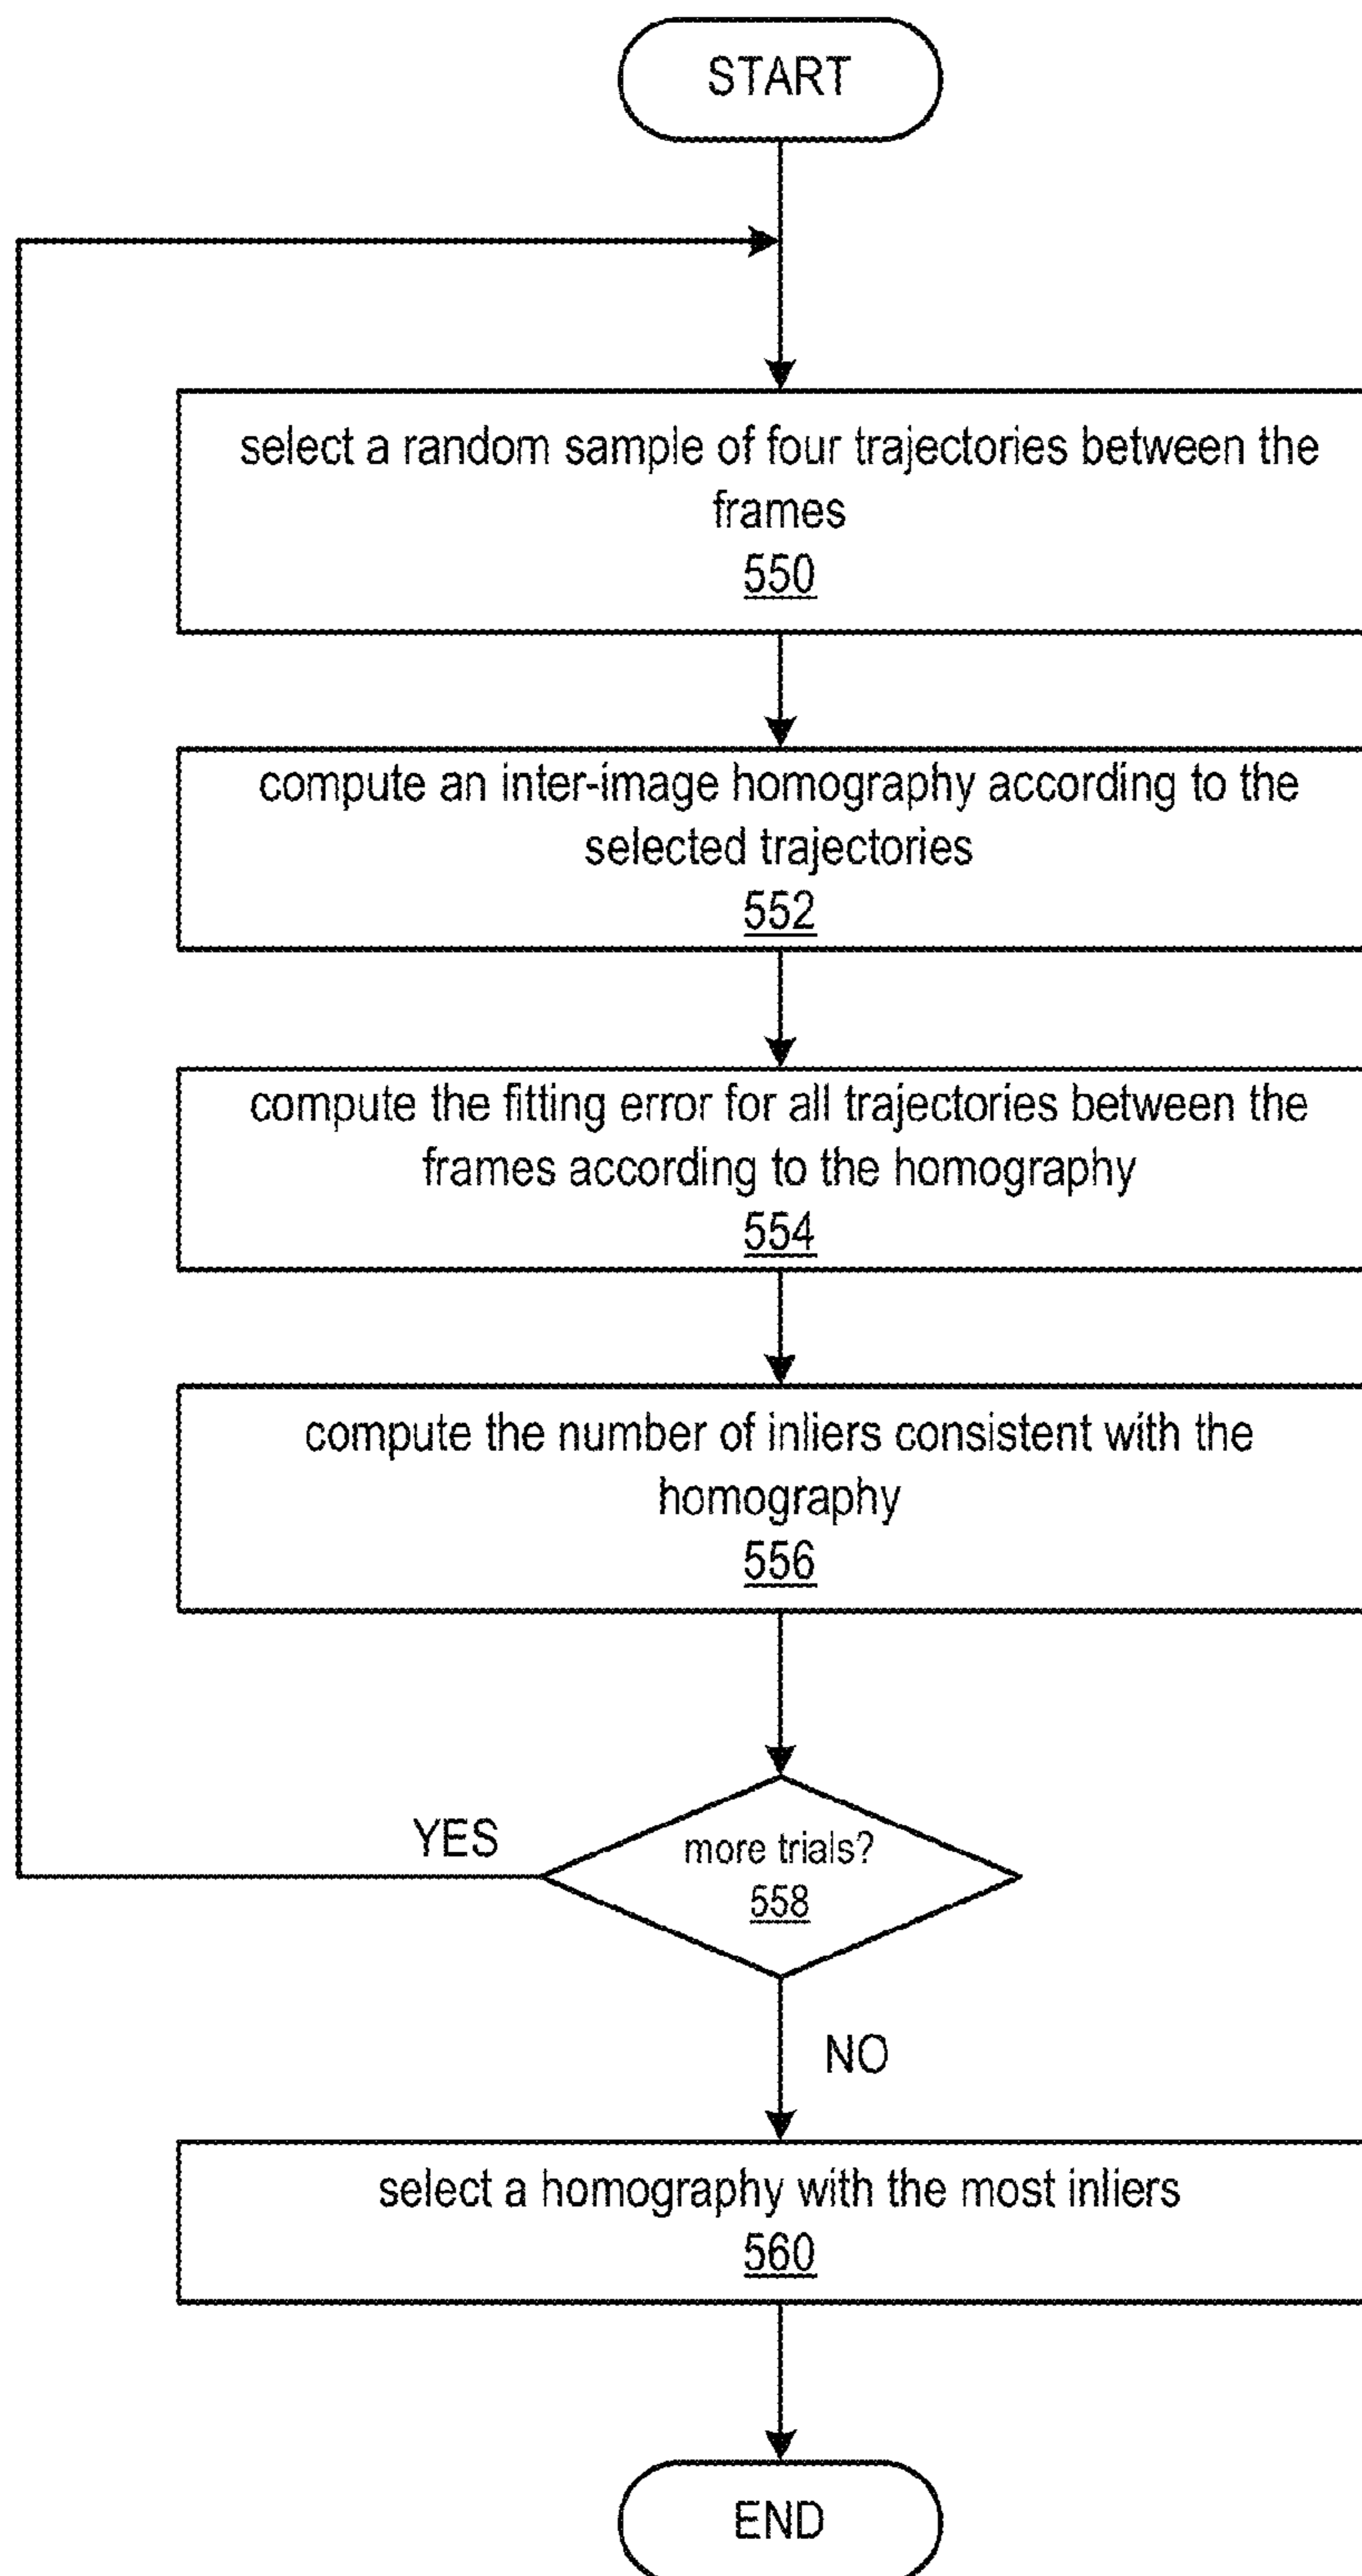 START
select a random sample of four trajectories between the
frames
550
compute an inter-image homography according to the
selected trajectories
552
compute the fitting error for all trajectories between the
frames according to the homography
554
compute the number of inliers consistent with the
homography
556
YES
more trials?
558
NO
select a homography with the most inliers
560
END